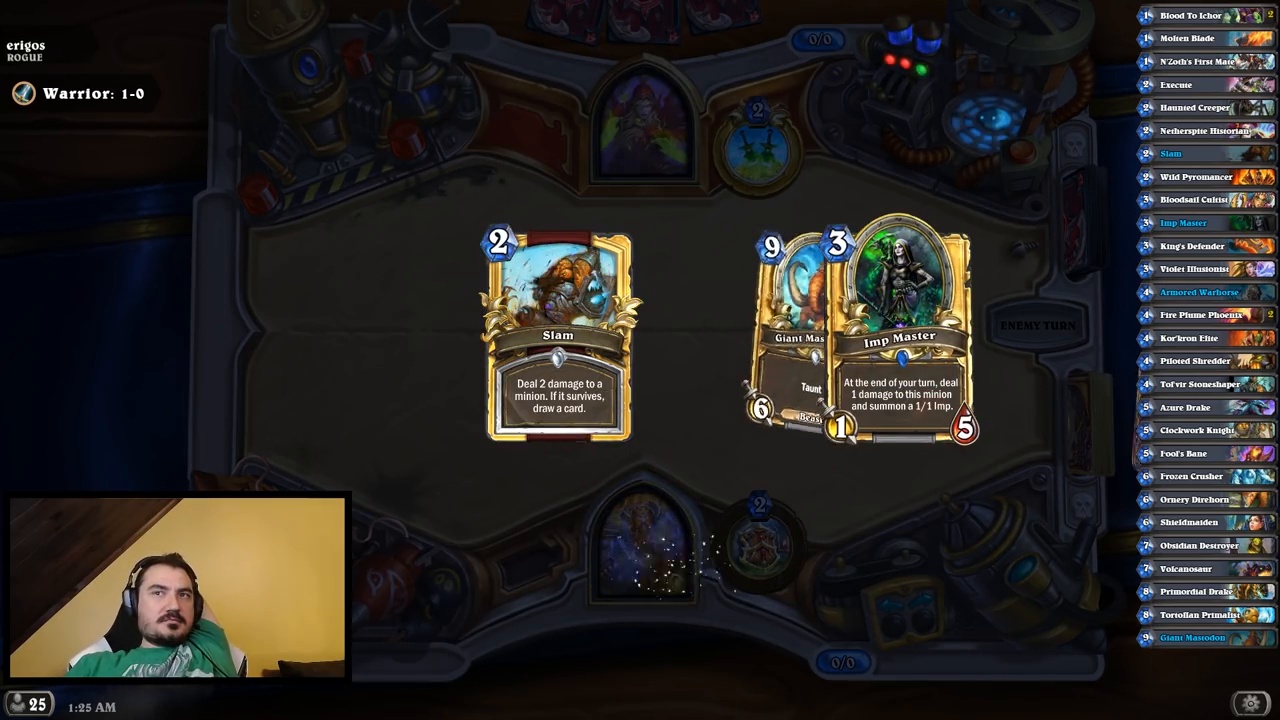 erigos
ROGUE
Warrior: 1-0
0/0
2
2
Slam
Deal 2 damage to a
minion. If it survives,
draw a card.
9
Giant Mas
Taunt
6
Beas
3
Imp Master
At the end of your turn, deal
1 damage to this minion
and summon a 1/1 Imp.
1
5
ENEMY TURN
2
0/0
25
1:25 AM
1 Blood To Ichor 2
1 Molten Blade
1 N'Zoth's First Mate
2 Execute
2 Haunted Creeper
2 Netherspite Historian
2 Slam
2 Wild Pyromancer
3 Bloodsail Cultist
3 Imp Master
3 King's Defender
3 Violet Illusionist
4 Armored Warhorse
4 Fire Plume Phoenix 2
4 Kor'kron Elite
4 Piloted Shredder
4 Tol'vir Stoneshaper
5 Azure Drake
5 Clockwork Knight
5 Fool's Bane
6 Frozen Crusher
6 Ornery Direhorn
6 Shieldmaiden
7 Obsidian Destroyer
7 Volcanosaur
8 Primordial Drake
8 Tortollan Primalist
9 Giant Mastodon